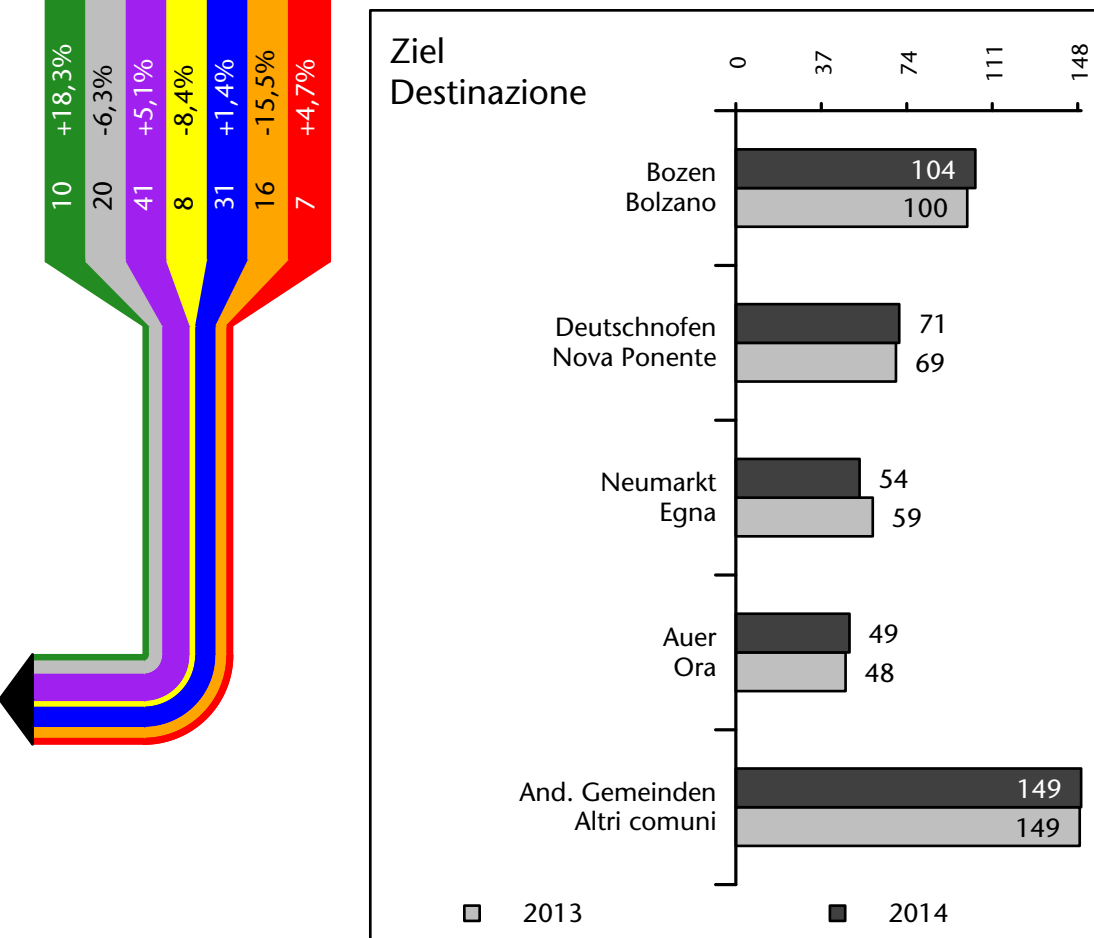 10 +18,3%
20 -6,3%
41 +5,1%
8 -8,4%
31 +1,4%
16 -15,5%
7 +4,7%
Ziel
Destinazione
0 37 74 111 148
Bozen
Bolzano
104
100
Deutschnofen
Nova Ponente
71
69
Neumarkt
Egna
54
59
Auer
Ora
49
48
And. Gemeinden
Altri comuni
149
149
2013 2014